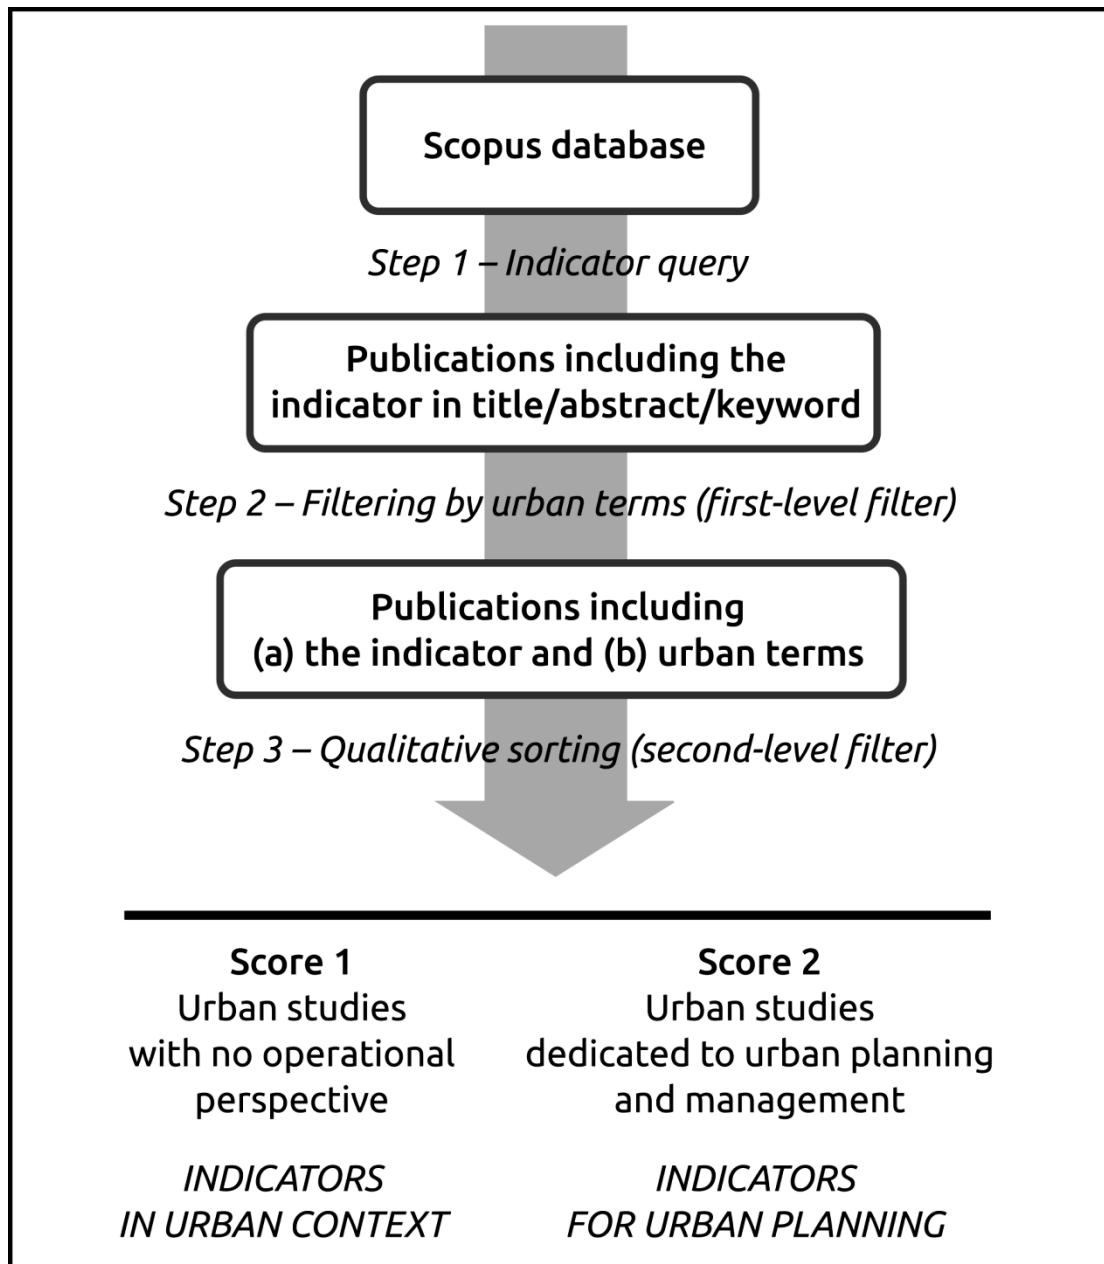 Scopus database
Step 1 – Indicator query
Publications including the
indicator in title/abstract/keyword
Step 2 – Filtering by urban terms (first-level filter)
Publications including
(a) the indicator and (b) urban terms
Step 3 – Qualitative sorting (second-level filter)
Score 1
Urban studies
with no operational
perspective
INDICATORS
IN URBAN CONTEXT
Score 2
Urban studies
dedicated to urban planning
and management
INDICATORS
FOR URBAN PLANNING